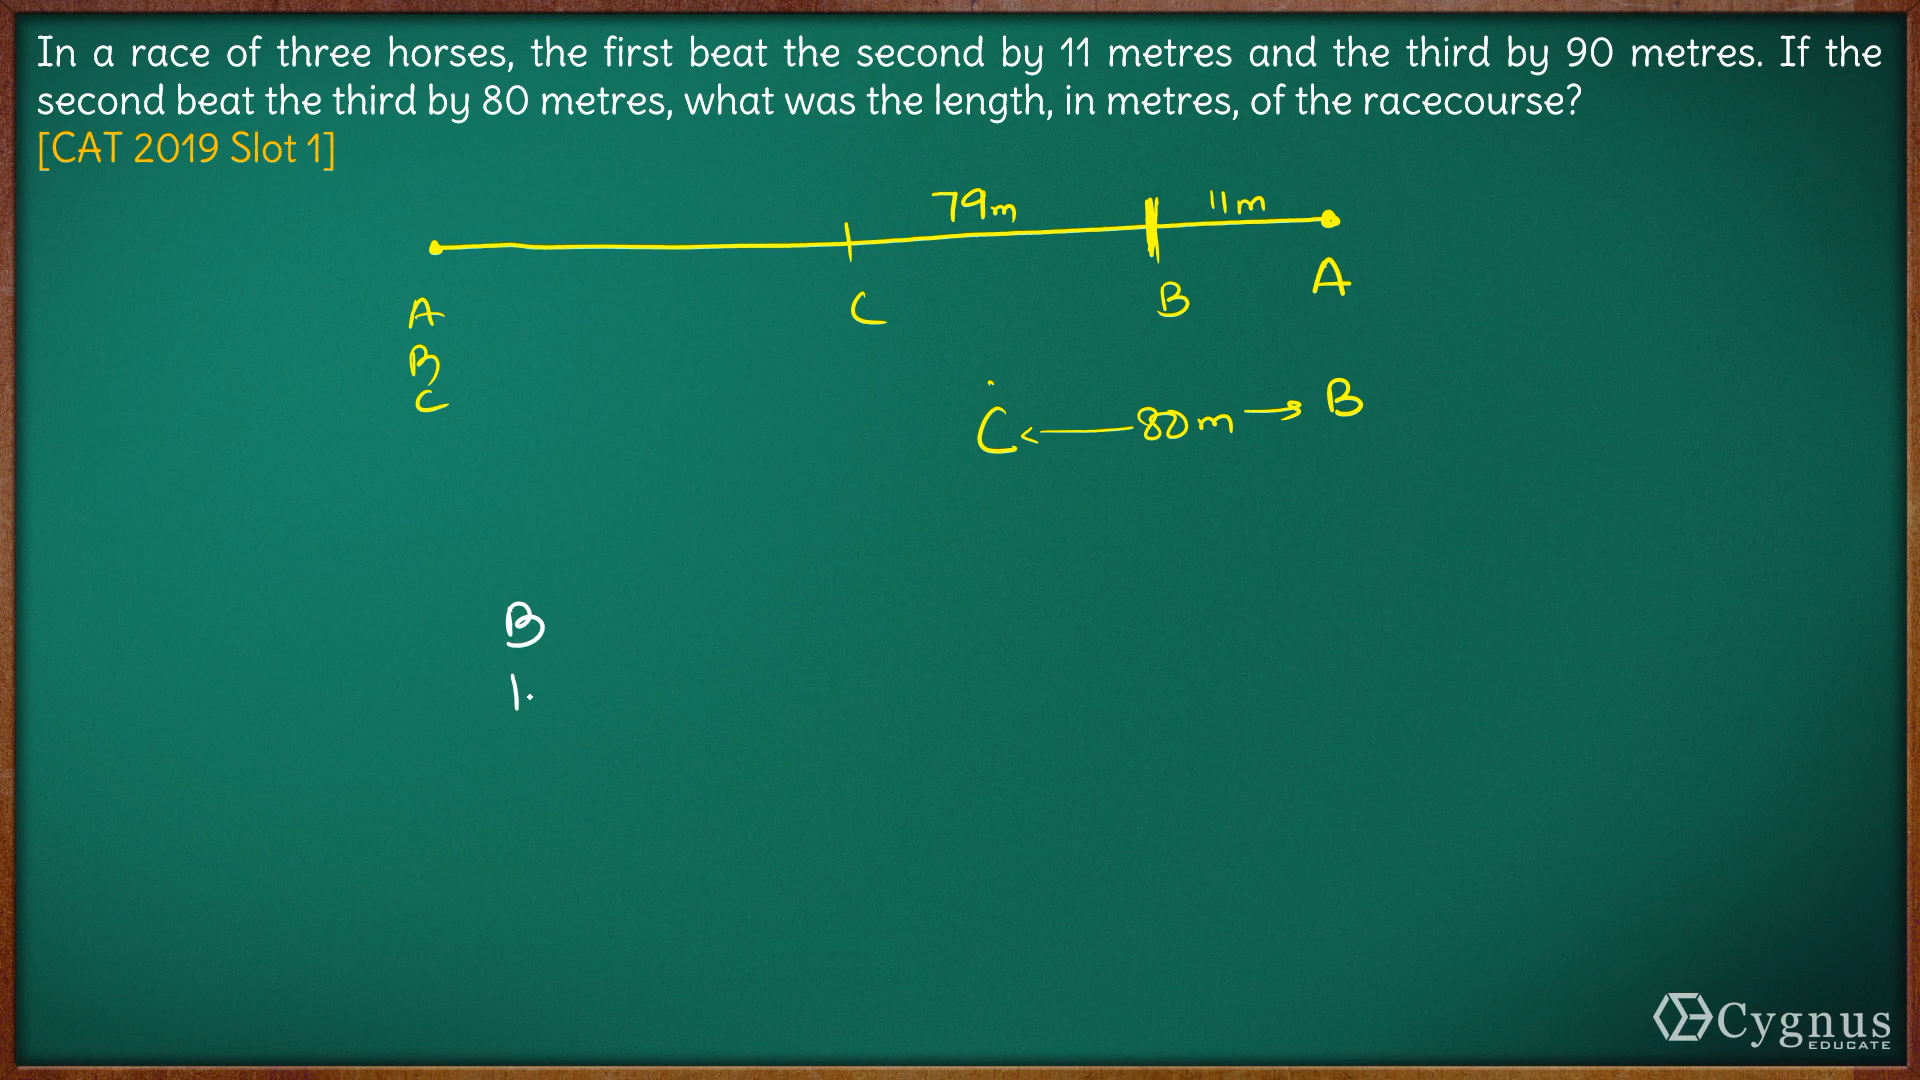 In a race of three horses, the first beat the second by 11 metres and the third by 90 metres. If the
second beat the third by 80 metres, what was the length, in metres, of the racecourse?
[CAT 2019 Slot 1]
79m 11m
C B A
A
B
C
C 80m B
B
1.
Cygnus
EDUCATE